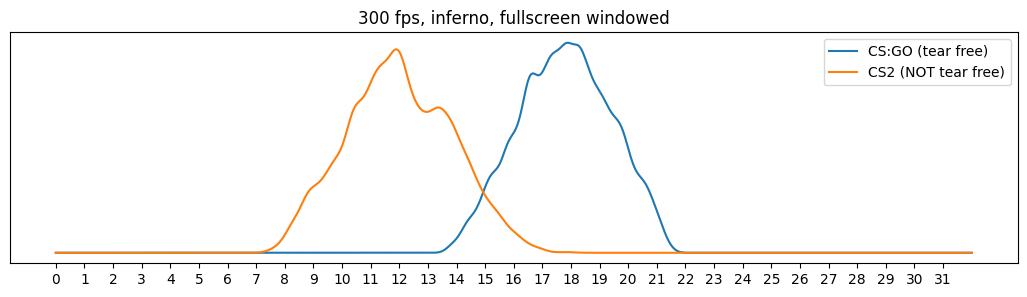 300 fps, inferno, fullscreen windowed
CS:GO (tear free)
CS2 (NOT tear free)
0 1 2 3 4 5 6 7 8 9 10 11 12 13 14 15 16 17 18 19 20 21 22 23 24 25 26 27 28 29 30 31